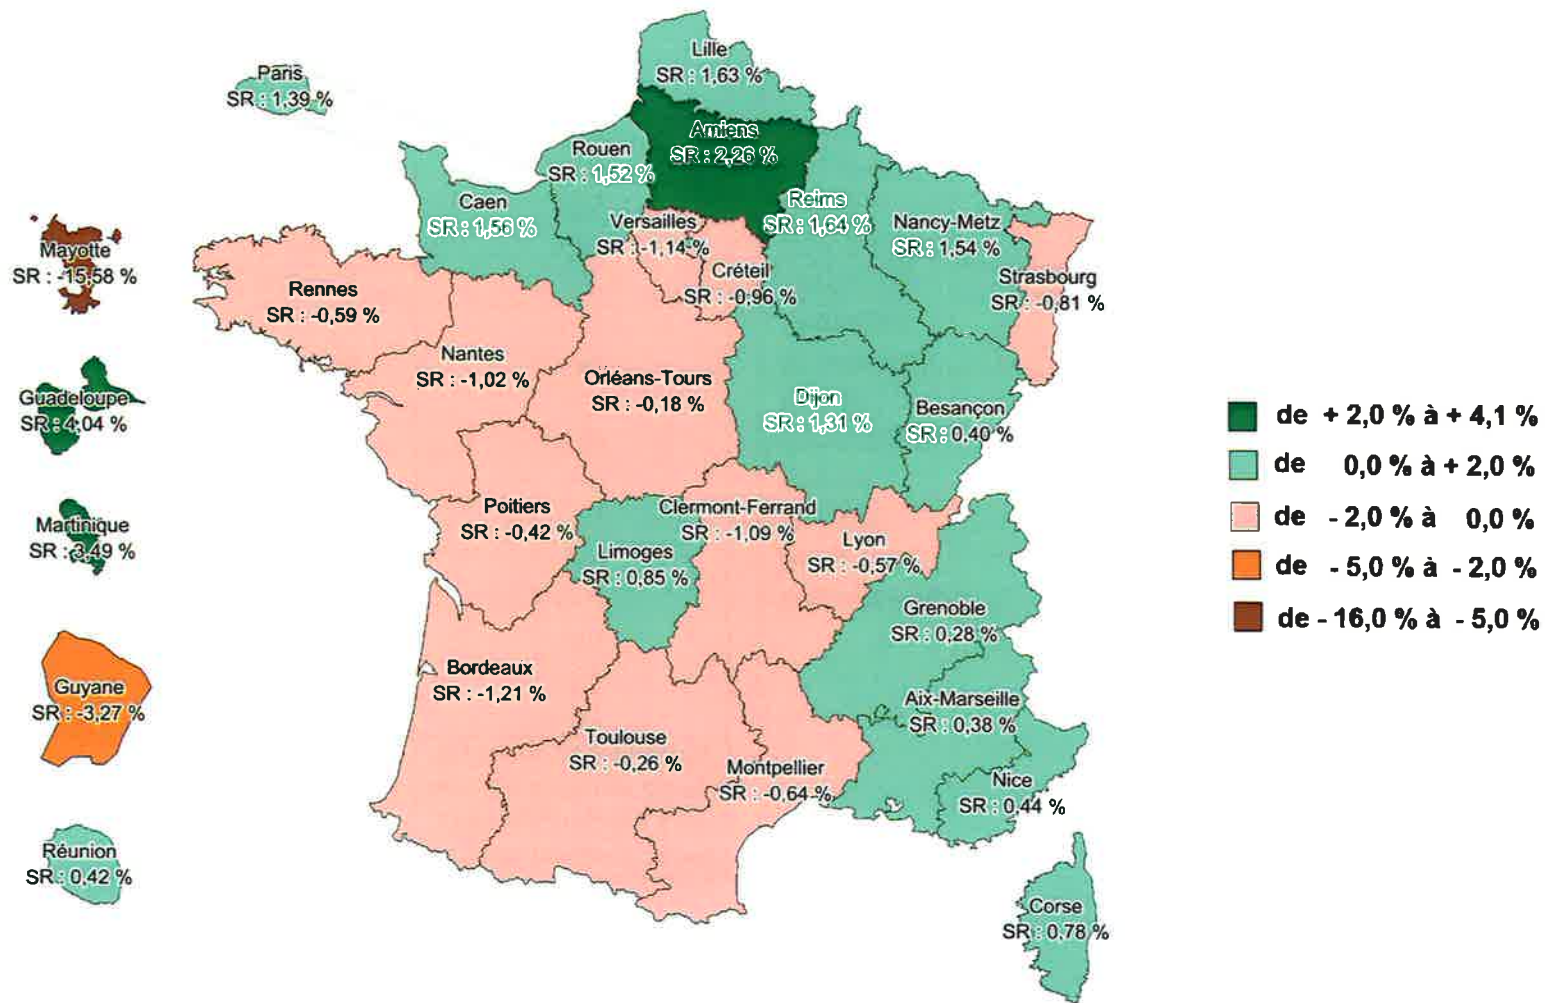 Lille
SR : 1,63 %
Paris
SR : 1,39 %
Amiens
SR : 2,26 %
Rouen
SR : 1,52 %
Caen
SR : 1,56 %
Reims
SR : 1,64 %
Versailles
SR : -1,14 %
Nancy-Metz
SR : 1,54 %
Créteil
SR : -0,96 %
Strasbourg
SR : -0,81 %
Mayotte
SR : -15,58 %
Rennes
SR : -0,59 %
Nantes
SR : -1,02 %
Orléans-Tours
SR : -0,18 %
Dijon
SR : 1,31 %
Besançon
SR : 0,40 %
Guadeloupe
SR : 4,04 %
de + 2,0 % à + 4,1 %
de 0,0 % à + 2,0 %
de - 2,0 % à 0,0 %
de - 5,0 % à - 2,0 %
de - 16,0 % à - 5,0 %
Martinique
SR : 3,49 %
Poitiers
SR : -0,42 %
Limoges
SR : 0,85 %
Clermont-Ferrand
SR : -1,09 %
Lyon
SR : -0,57 %
Grenoble
SR : 0,28 %
Guyane
SR : -3,27 %
Bordeaux
SR : -1,21 %
Toulouse
SR : -0,26 %
Montpellier
SR : -0,64 %
Aix-Marseille
SR : 0,38 %
Nice
SR : 0,44 %
Réunion
SR : 0,42 %
Corse
SR : 0,78 %